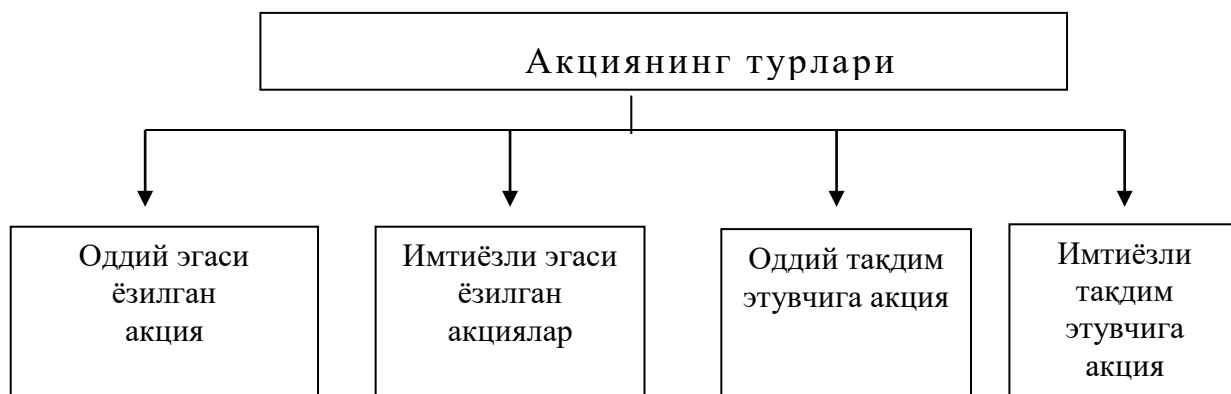 Акциянинг турлари
Оддий эгаси
ёзилган
акция
Имтиёзли эгаси
ёзилган
акциялар
Оддий тақдим
этувчига акция
Имтиёзли
тақдим
этувчига
акция